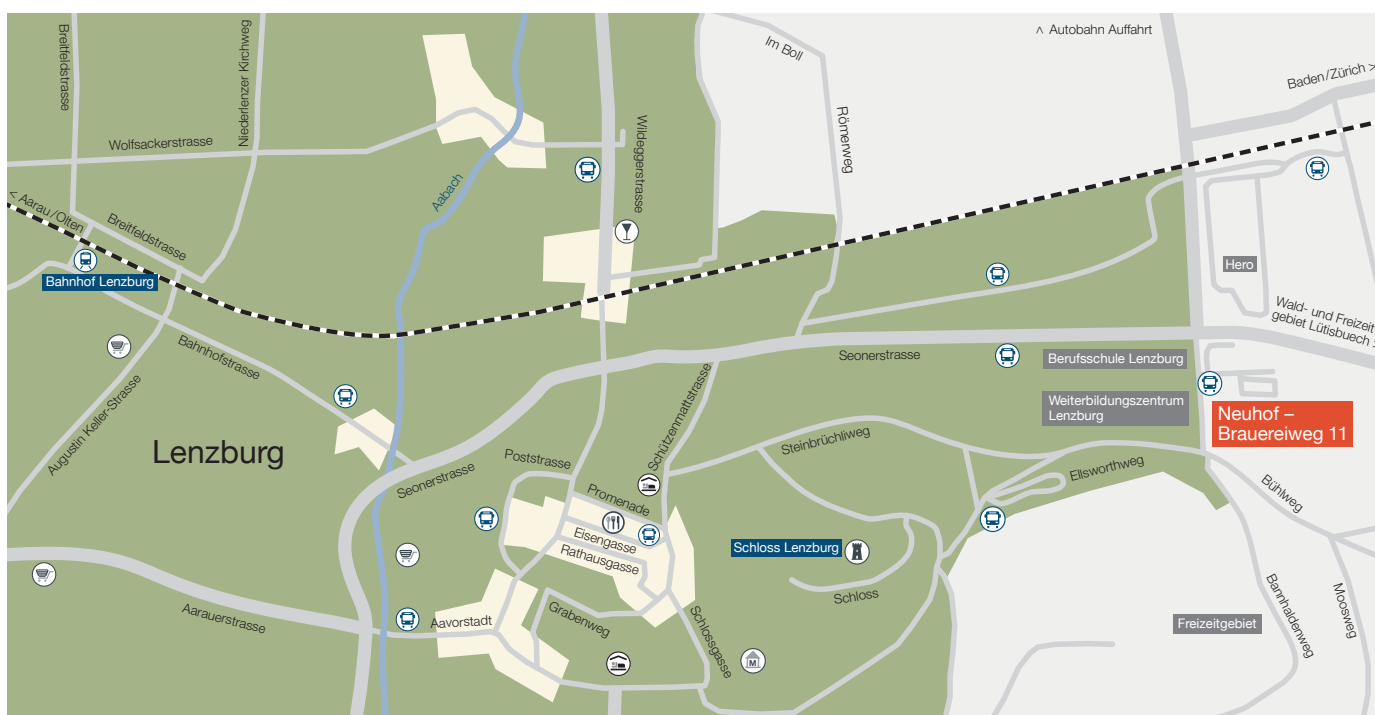 Breitfeldstrasse
Niederlenzer Kirchweg
Im Boll
˄ Autobahn Auffahrt
Baden/Zürich >
Wolfsackerstrasse
Wildeggerstrasse
Römerweg
Aabach
< Aarau/Olten
Breitfeldstrasse
Bahnhof Lenzburg
Hero
Wald- und Freizeit
gebiet Lütisbuech >
Bahnhofstrasse
Seonerstrasse
Berufsschule Lenzburg
Weiterbildungszentrum
Lenzburg
Neuhof –
Brauereiweg 11
Augustin Keller-Strasse
Lenzburg
Schützenmattstrasse
Steinbrüchliweg
Poststrasse
Seonerstrasse
Ellsworthweg
Bühlweg
Promenade
Eisengasse
Rathausgasse
Schloss Lenzburg
Schloss
Aarauerstrasse
Aavorstadt
Grabenweg
Schlossgasse
M
Freizeitgebiet
Bannhaldenweg
Moosweg